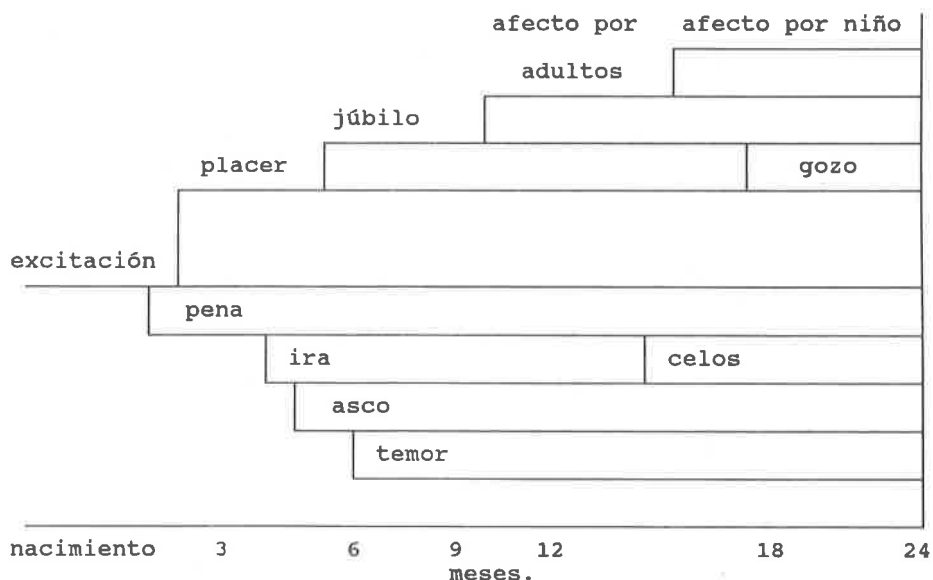 afecto por afecto por niño
adultos
júbilo
placer gozo
excitación
pena
ira celos
asco
temor
nacimiento 3 6 9 12 18 24
meses.